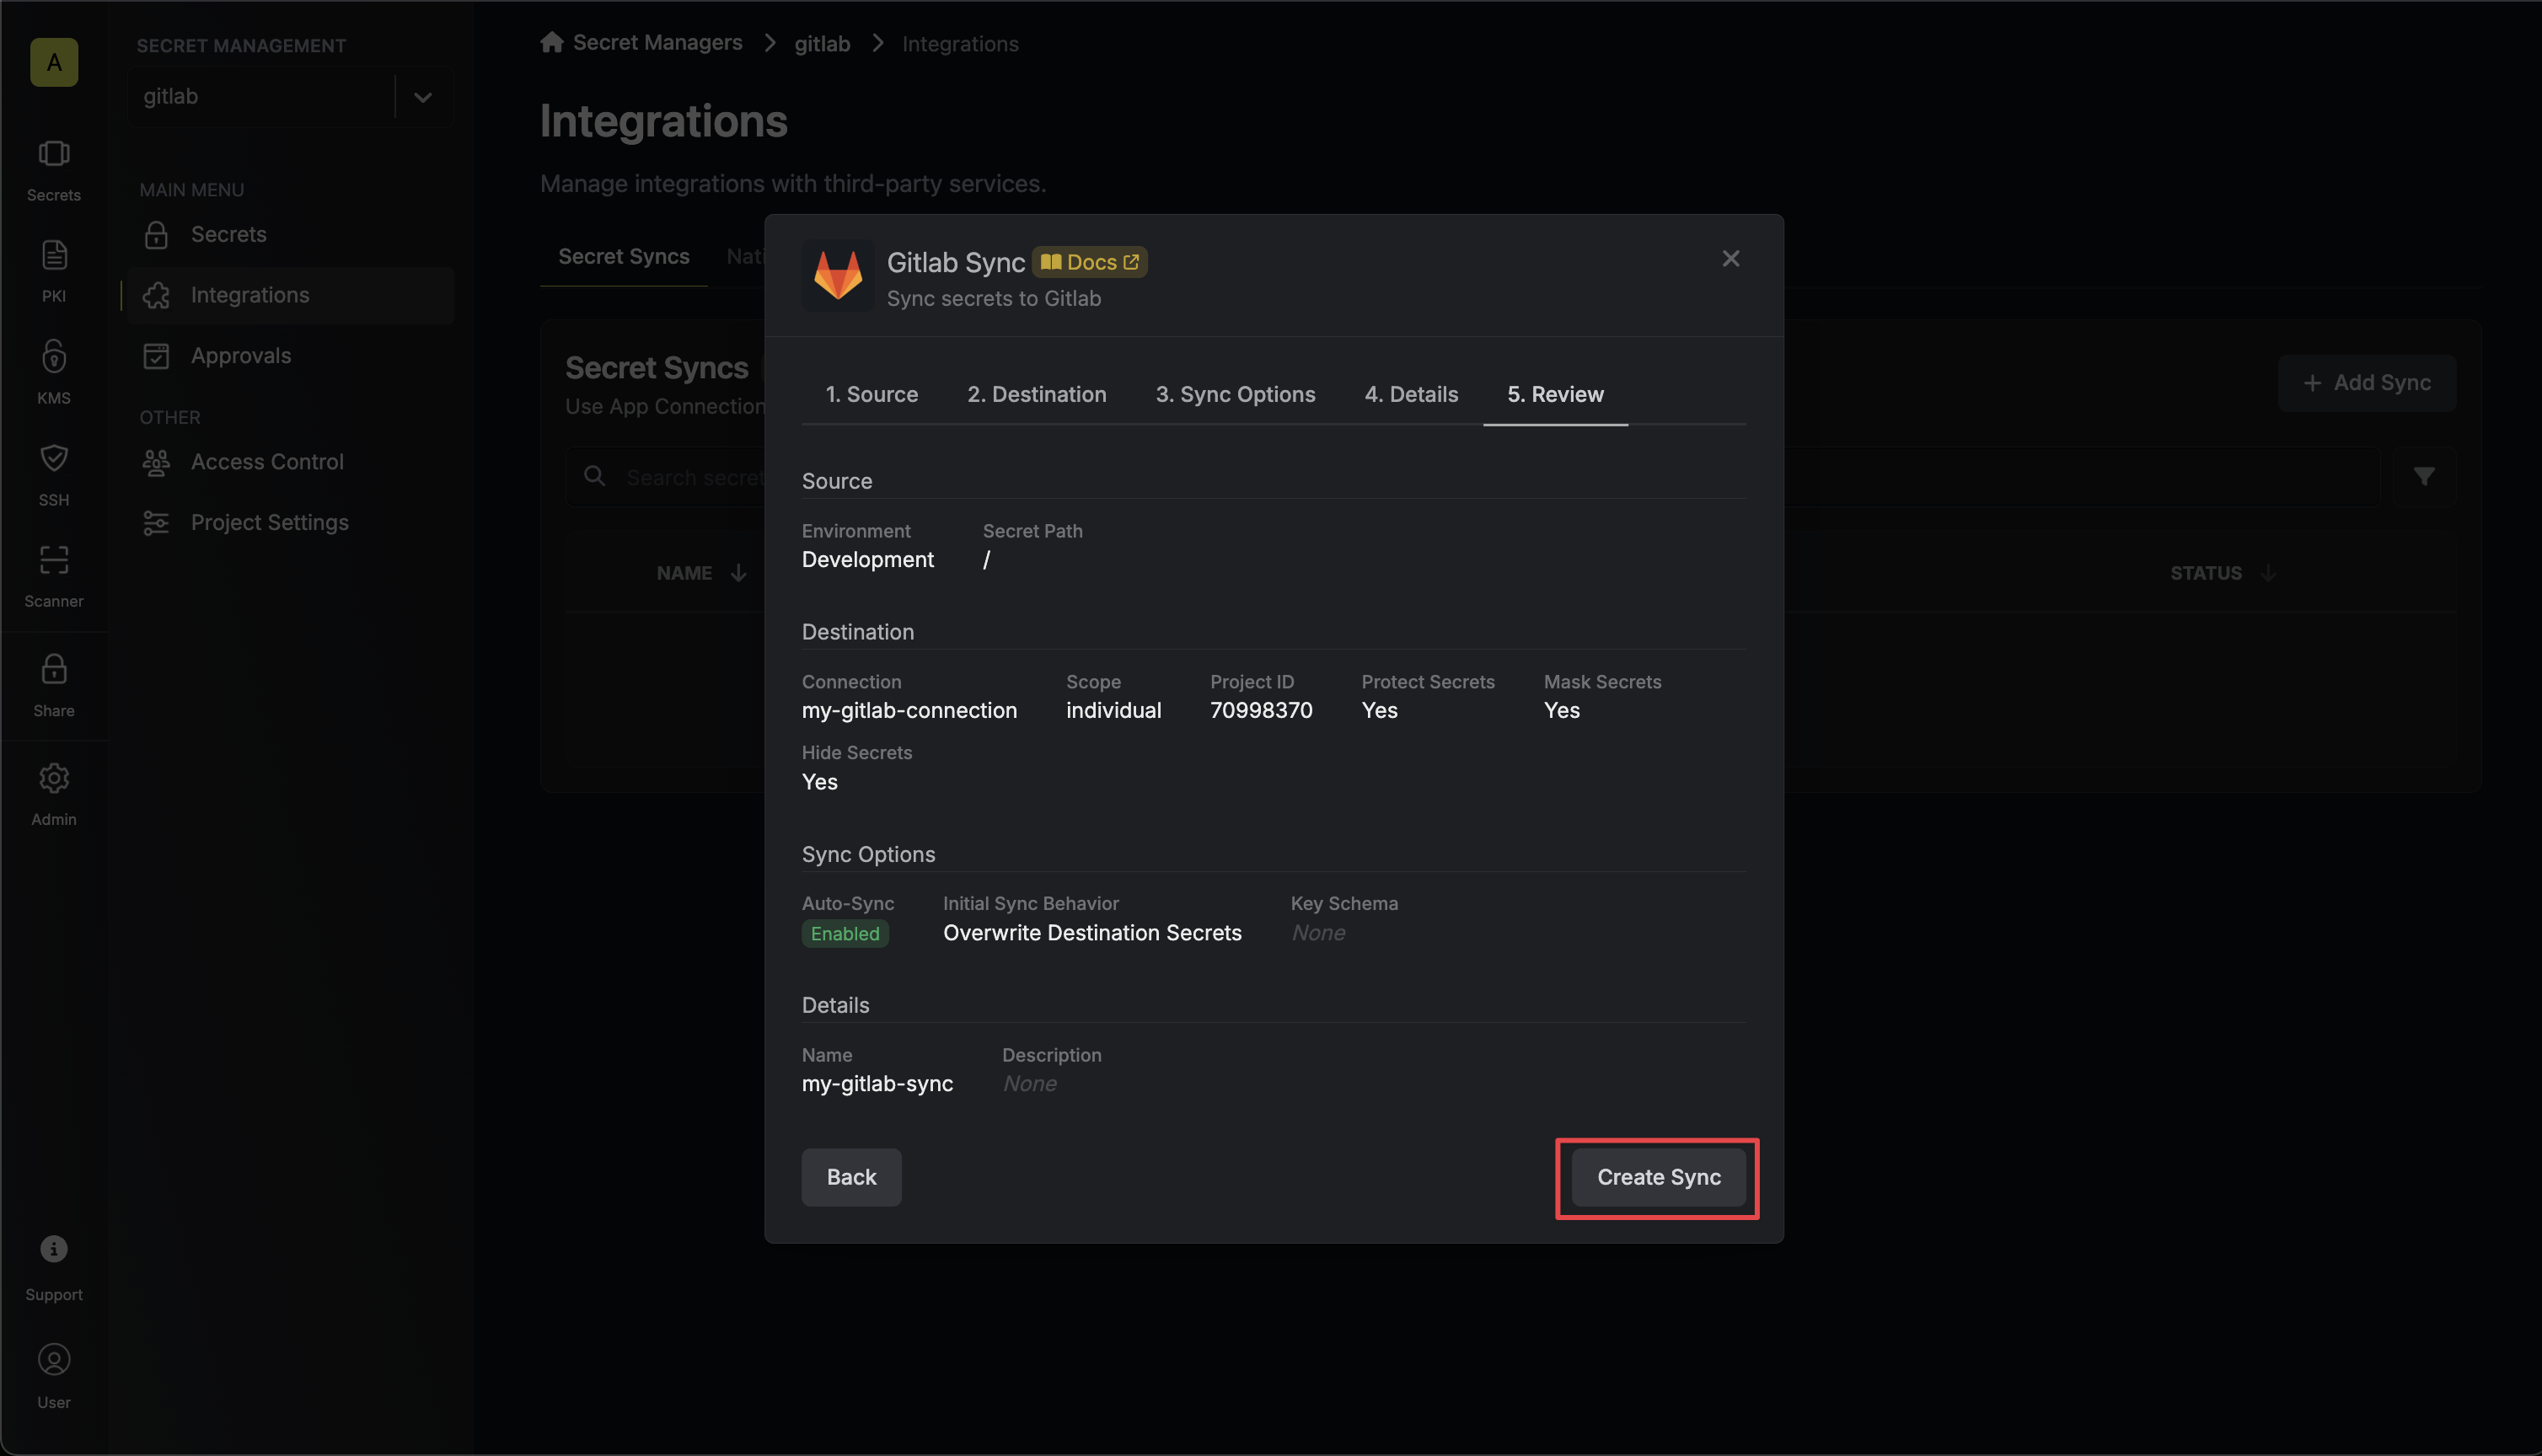 A
Secrets
PKI
KMS
SSH
Scanner
Share
Admin
Support
User
SECRET MANAGEMENT
gitlab
MAIN MENU
Secrets
Integrations
Approvals
OTHER
Access Control
Project Settings
Secret Managers gitlab Integrations
Integrations
Manage integrations with third-party services.
Secret Syncs
Secret Syncs
Use App Connection
+ Add Sync
Search secret
NAME
STATUS
Gitlab Sync Docs
Sync secrets to Gitlab
1. Source 2. Destination 3. Sync Options 4. Details 5. Review
Source
Environment Secret Path
Development /
Destination
Connection Scope Project ID Protect Secrets Mask Secrets
my-gitlab-connection individual 70998370 Yes Yes
Hide Secrets
Yes
Sync Options
Auto-Sync Initial Sync Behavior Key Schema
Enabled Overwrite Destination Secrets None
Details
Name Description
my-gitlab-sync None
Back Create Sync